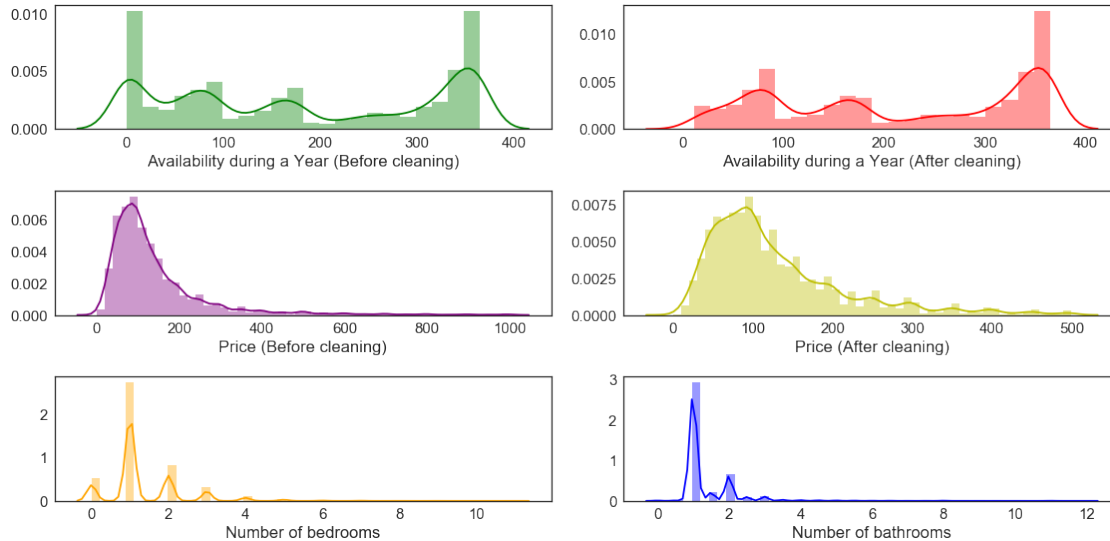 0.010
0.005
0.000
0 100 200 300 400
Availability during a Year (Before cleaning)
0.010
0.005
0.000
0 100 200 300 400
Availability during a Year (After cleaning)
0.006
0.004
0.002
0.000
0 200 400 600 800 1000
Price (Before cleaning)
0.0075
0.0050
0.0025
0.0000
0 100 200 300 400 500
Price (After cleaning)
2
1
0
0 2 4 6 8 10
Number of bedrooms
3
2
1
0
0 2 4 6 8 10 12
Number of bathrooms